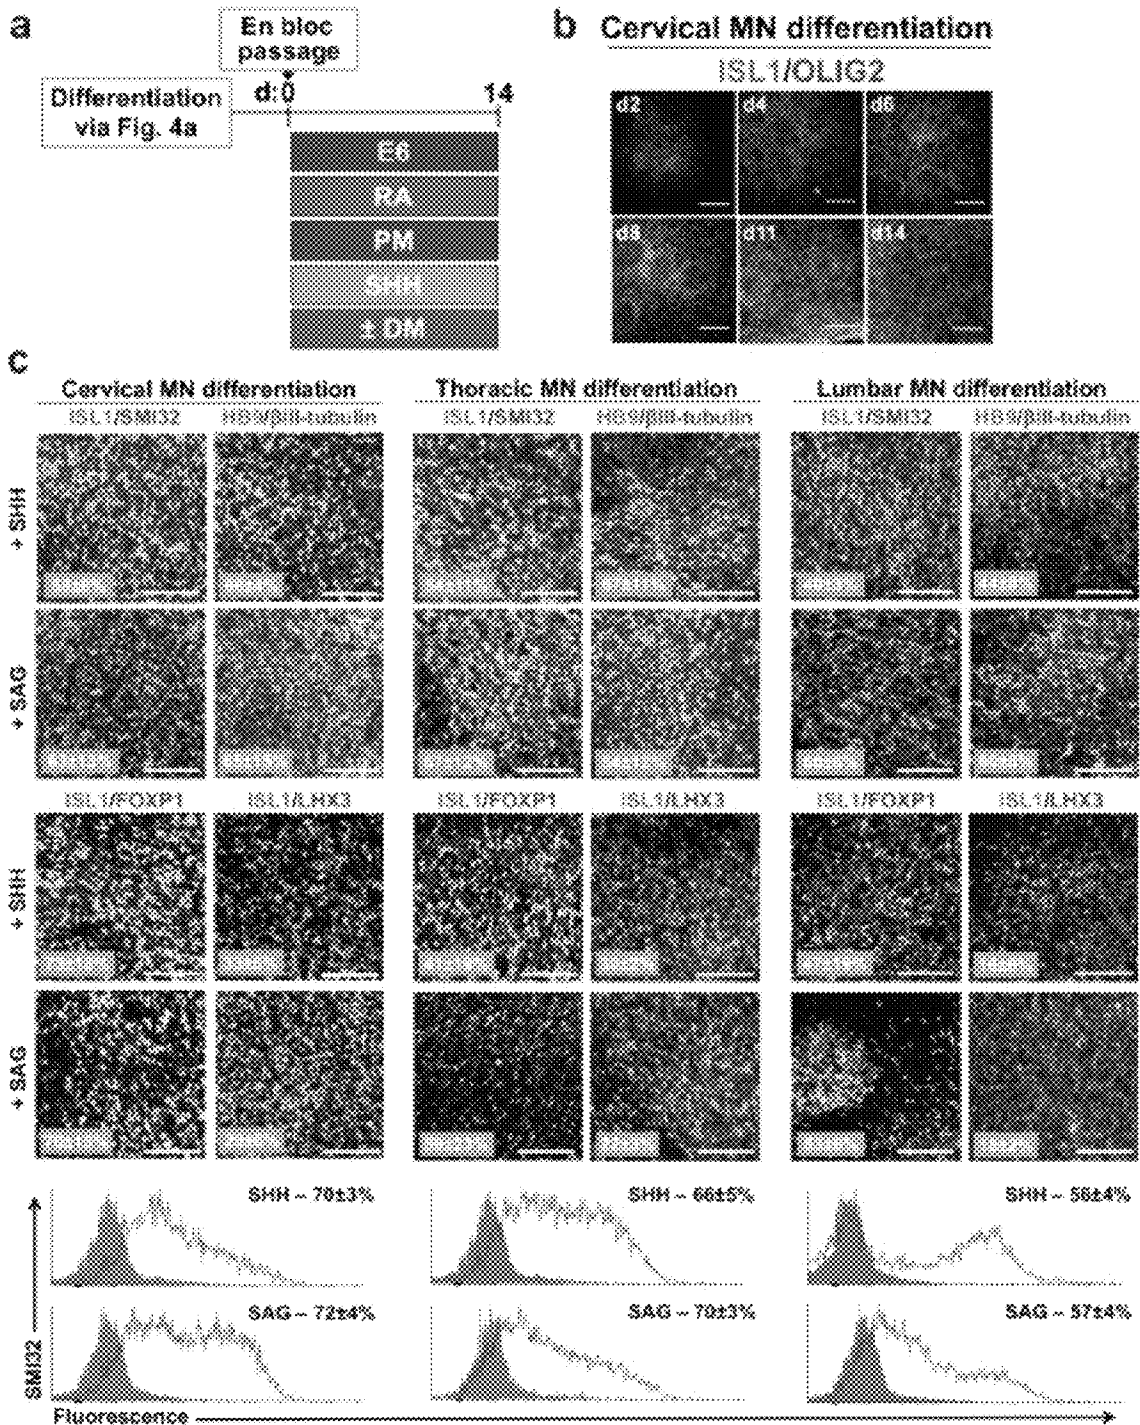 a
En bloc
passage
Differentiation
via Fig. 4a
d:0
14
E6
RA
PM
SHH
± DM
b
Cervical MN differentiation
ISL1/OLIG2
d2
d4
d6
d8
d11
d14
c
Cervical MN differentiation
Thoracic MN differentiation
Lumbar MN differentiation
ISL1/SMI32
HB9/βIII-tubulin
ISL1/SMI32
HB9/βIII-tubulin
ISL1/SMI32
HB9/βIII-tubulin
+ SHH
+ SAG
ISL1/FOXP1
ISL1/LHX3
ISL1/FOXP1
ISL1/LHX3
ISL1/FOXP1
ISL1/LHX3
+ SHH
+ SAG
SHH – 70±3%
SHH – 66±5%
SHH – 56±4%
SAG – 72±4%
SAG – 70±3%
SAG – 57±4%
SMI32
Fluorescence